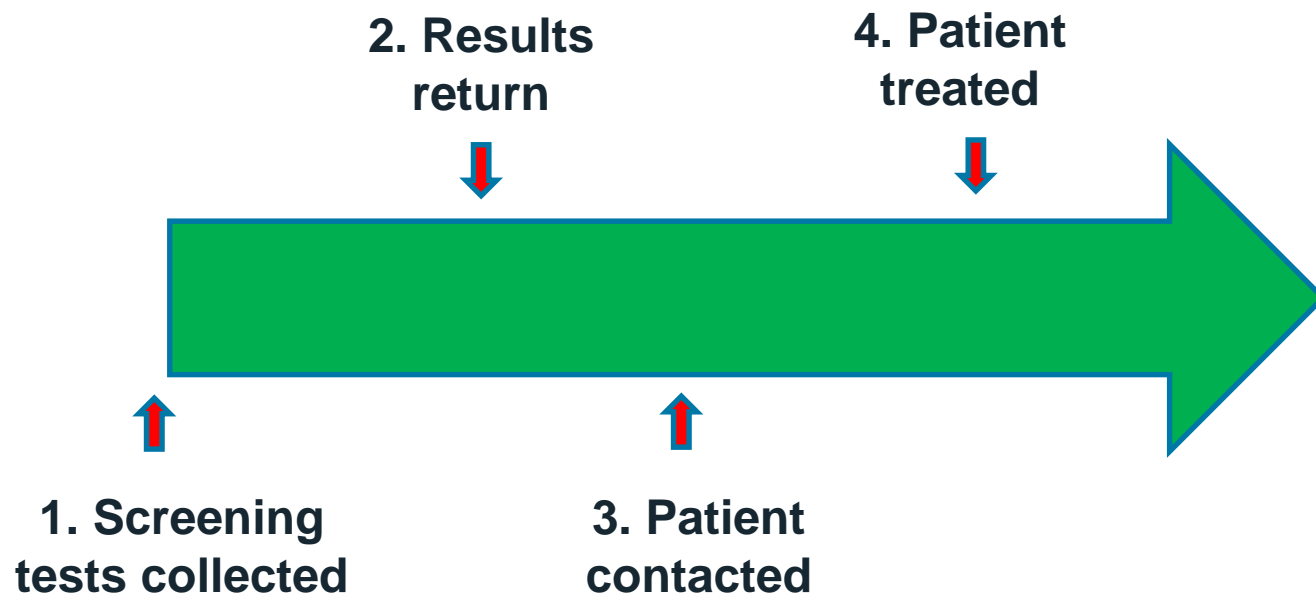 1. Screening
tests collected
2. Results
return
3. Patient
contacted
4. Patient
treated